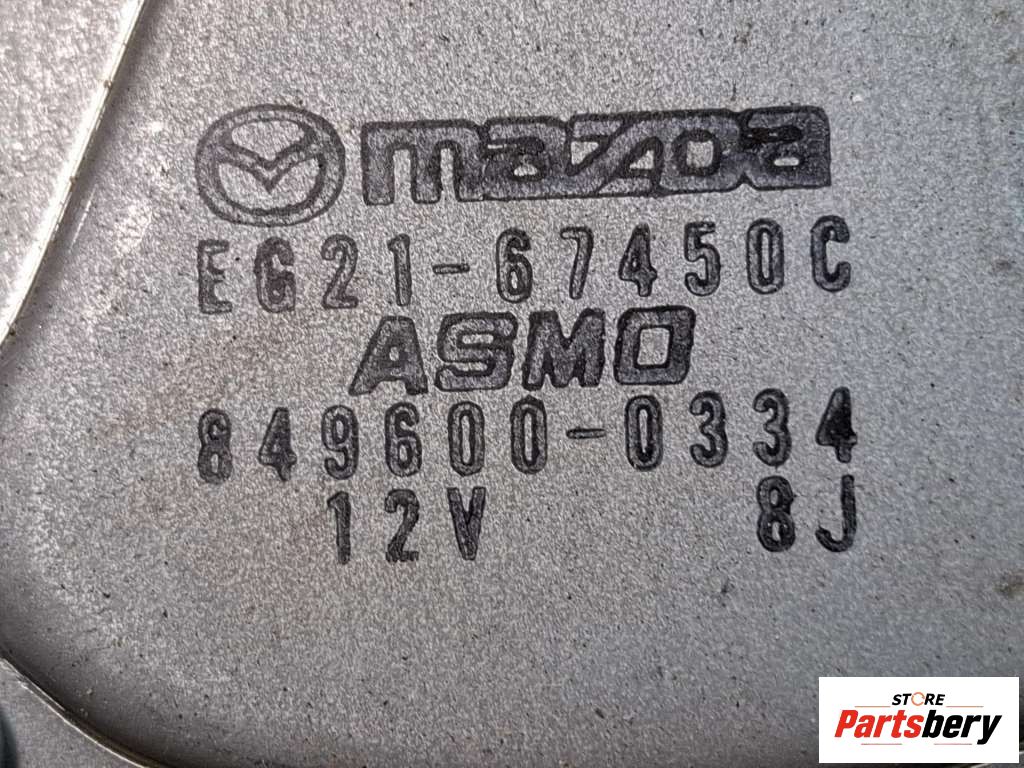 mazda
EG21-67450C
ASMO
849600-0334
12V 8J
STORE
Partsbery